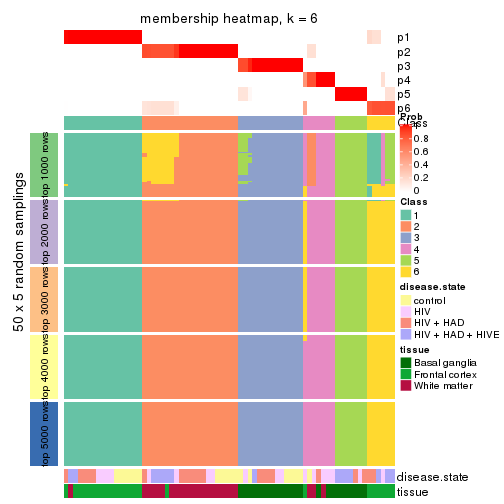 membership heatmap, k = 6
p1
p2
p3
p4
p5
p6
Class
Prob
1
0.8
0.6
0.4
0.2
0
Class
1
2
3
4
5
6
disease.state
control
HIV
HIV + HAD
HIV + HAD + HIVE
tissue
Basal ganglia
Frontal cortex
White matter
50 x 5 random samplings
top 1000 rows
top 2000 rows
top 3000 rows
top 4000 rows
top 5000 rows
disease.state
tissue